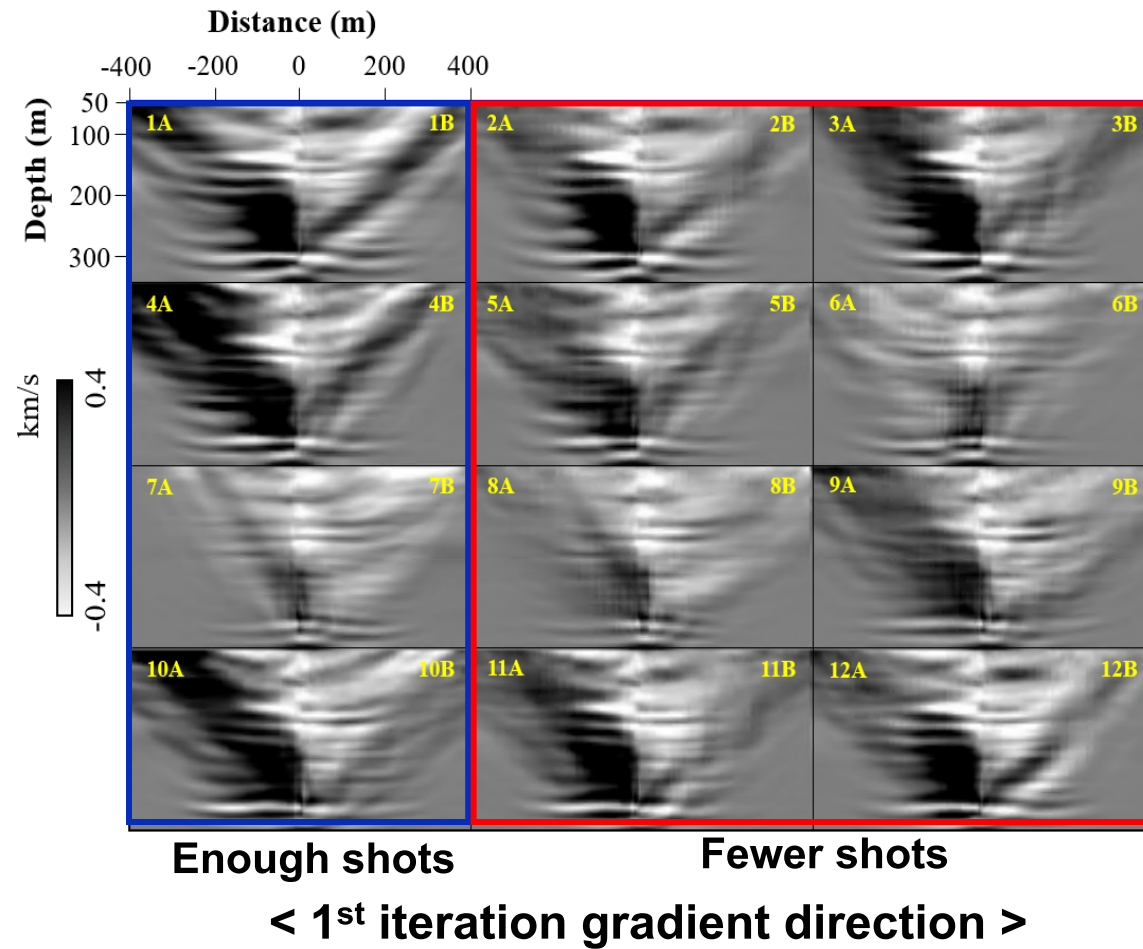 Distance (m)
-400 -200 0 200 400
Depth (m)
50
100
200
300
km/s
0.4
-0.4
1A 1B 2A 2B 3A 3B
4A 4B 5A 5B 6A 6B
7A 7B 8A 8B 9A 9B
10A 10B 11A 11B 12A 12B
Enough shots Fewer shots
< 1st iteration gradient direction >